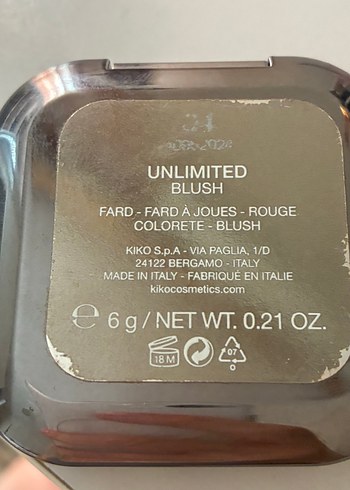 04
UNLIMITED
BLUSH
FARD - FARD À JOUES - ROUGE
COLORETE - BLUSH
KIKO S.p.A - VIA PAGLIA, 1/D
24122 BERGAMO - ITALY
MADE IN ITALY - FABRIQUÉ EN ITALIE
kikocosmetics.com
e 6 g / NET WT. 0.21 OZ.
18 M
07